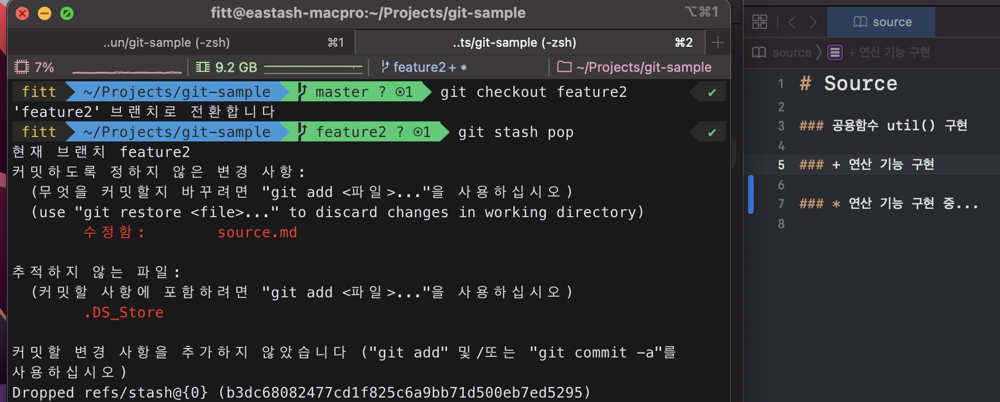 fitt@eastash-macpro:~/Projects/git-sample
⌥⌘1
..un/git-sample (-zsh) ⌘1
..ts/git-sample (-zsh) ⌘2
7%
9.2 GB
feature2+
~/Projects/git-sample
fitt ~/Projects/git-sample master ? ⍟1 git checkout feature2 ✔
'feature2' 브랜치로 전환합니다
fitt ~/Projects/git-sample feature2 ? ⍟1 git stash pop ✔
현재 브랜치 feature2
커밋하도록 정하지 않은 변경 사항:
(무엇을 커밋할지 바꾸려면 "git add <파일>..."을 사용하십시오)
(use "git restore <file>..." to discard changes in working directory)
수정함: source.md
추적하지 않는 파일:
(커밋할 사항에 포함하려면 "git add <파일>..."을 사용하십시오)
.DS_Store
커밋할 변경 사항을 추가하지 않았습니다 ("git add" 및/또는 "git commit -a"를
사용하십시오)
Dropped refs/stash@{0} (b3dc68082477cd1f825c6a9bb71d500eb7ed5295)
source
source
+ 연산 기능 구현
1 # Source
2
3 ### 공용함수 util() 구현
4
5 ### + 연산 기능 구현
6
7 ### * 연산 기능 구현 중...
8